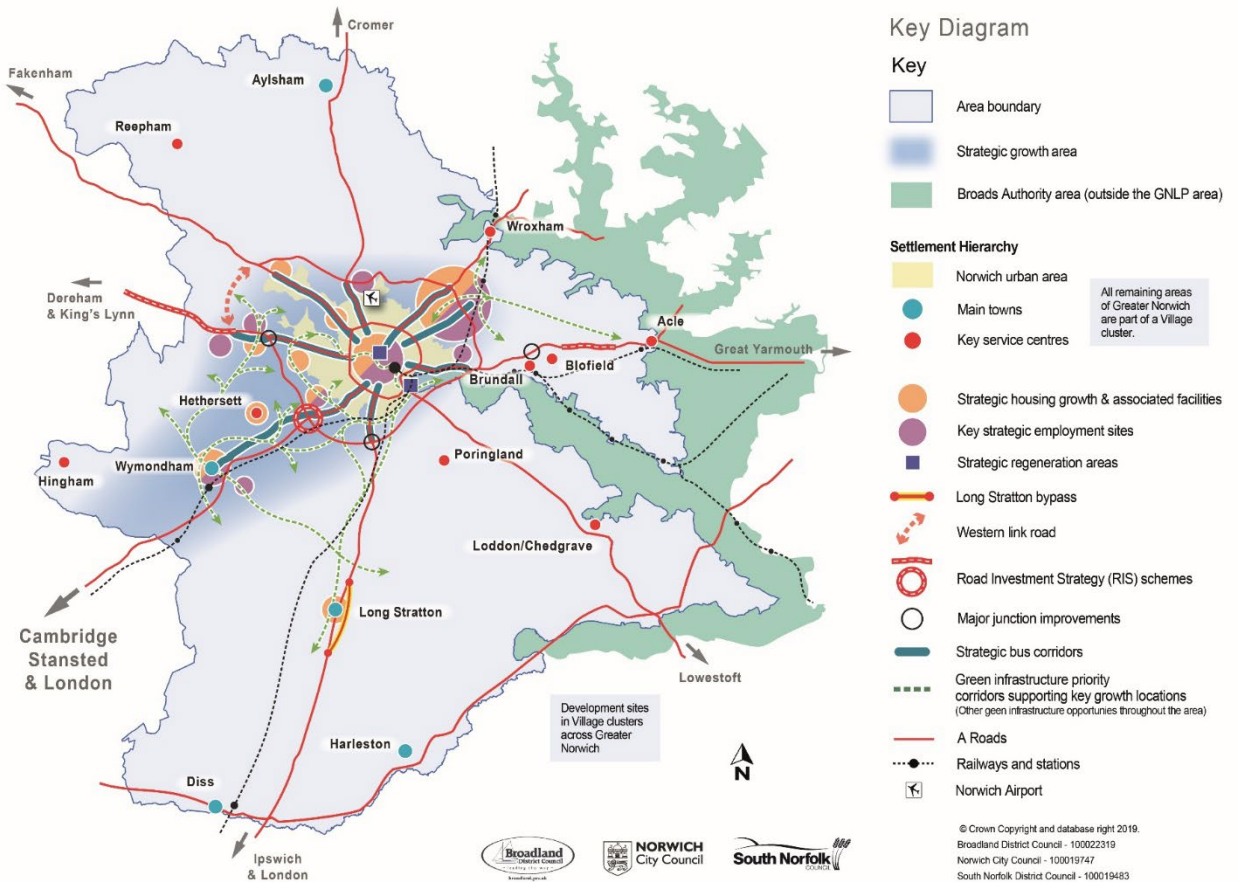 Cromer
Fakenham
Aylsham
Reepham
Wroxham
Dereham
& King's Lynn
Acle
Great Yarmouth
Blofield
Brundall
Hethersett
Wymondham
Hingham
Poringland
Loddon/Chedgrave
Long Stratton
Cambridge
Stansted
& London
Lowestoft
Development sites
in Village clusters
across Greater
Norwich
Harleston
Diss
N
Ipswich
& London
Broadland
District Council
broadland.gov.uk
NORWICH
City Council
South Norfolk
COUNCIL
Key Diagram
Key
Area boundary
Strategic growth area
Broads Authority area (outside the GNLP area)
Settlement Hierarchy
Norwich urban area
Main towns
Key service centres
All remaining areas
of Greater Norwich
are part of a Village
cluster.
Strategic housing growth & associated facilities
Key strategic employment sites
Strategic regeneration areas
Long Stratton bypass
Western link road
Road Investment Strategy (RIS) schemes
Major junction improvements
Strategic bus corridors
Green infrastructure priority
corridors supporting key growth locations
(Other geen infrastructure opportunies throughout the area)
A Roads
Railways and stations
Norwich Airport
© Crown Copyright and database right 2019.
Broadland District Council - 100022319
Norwich City Council - 100019747
South Norfolk District Council - 100019483